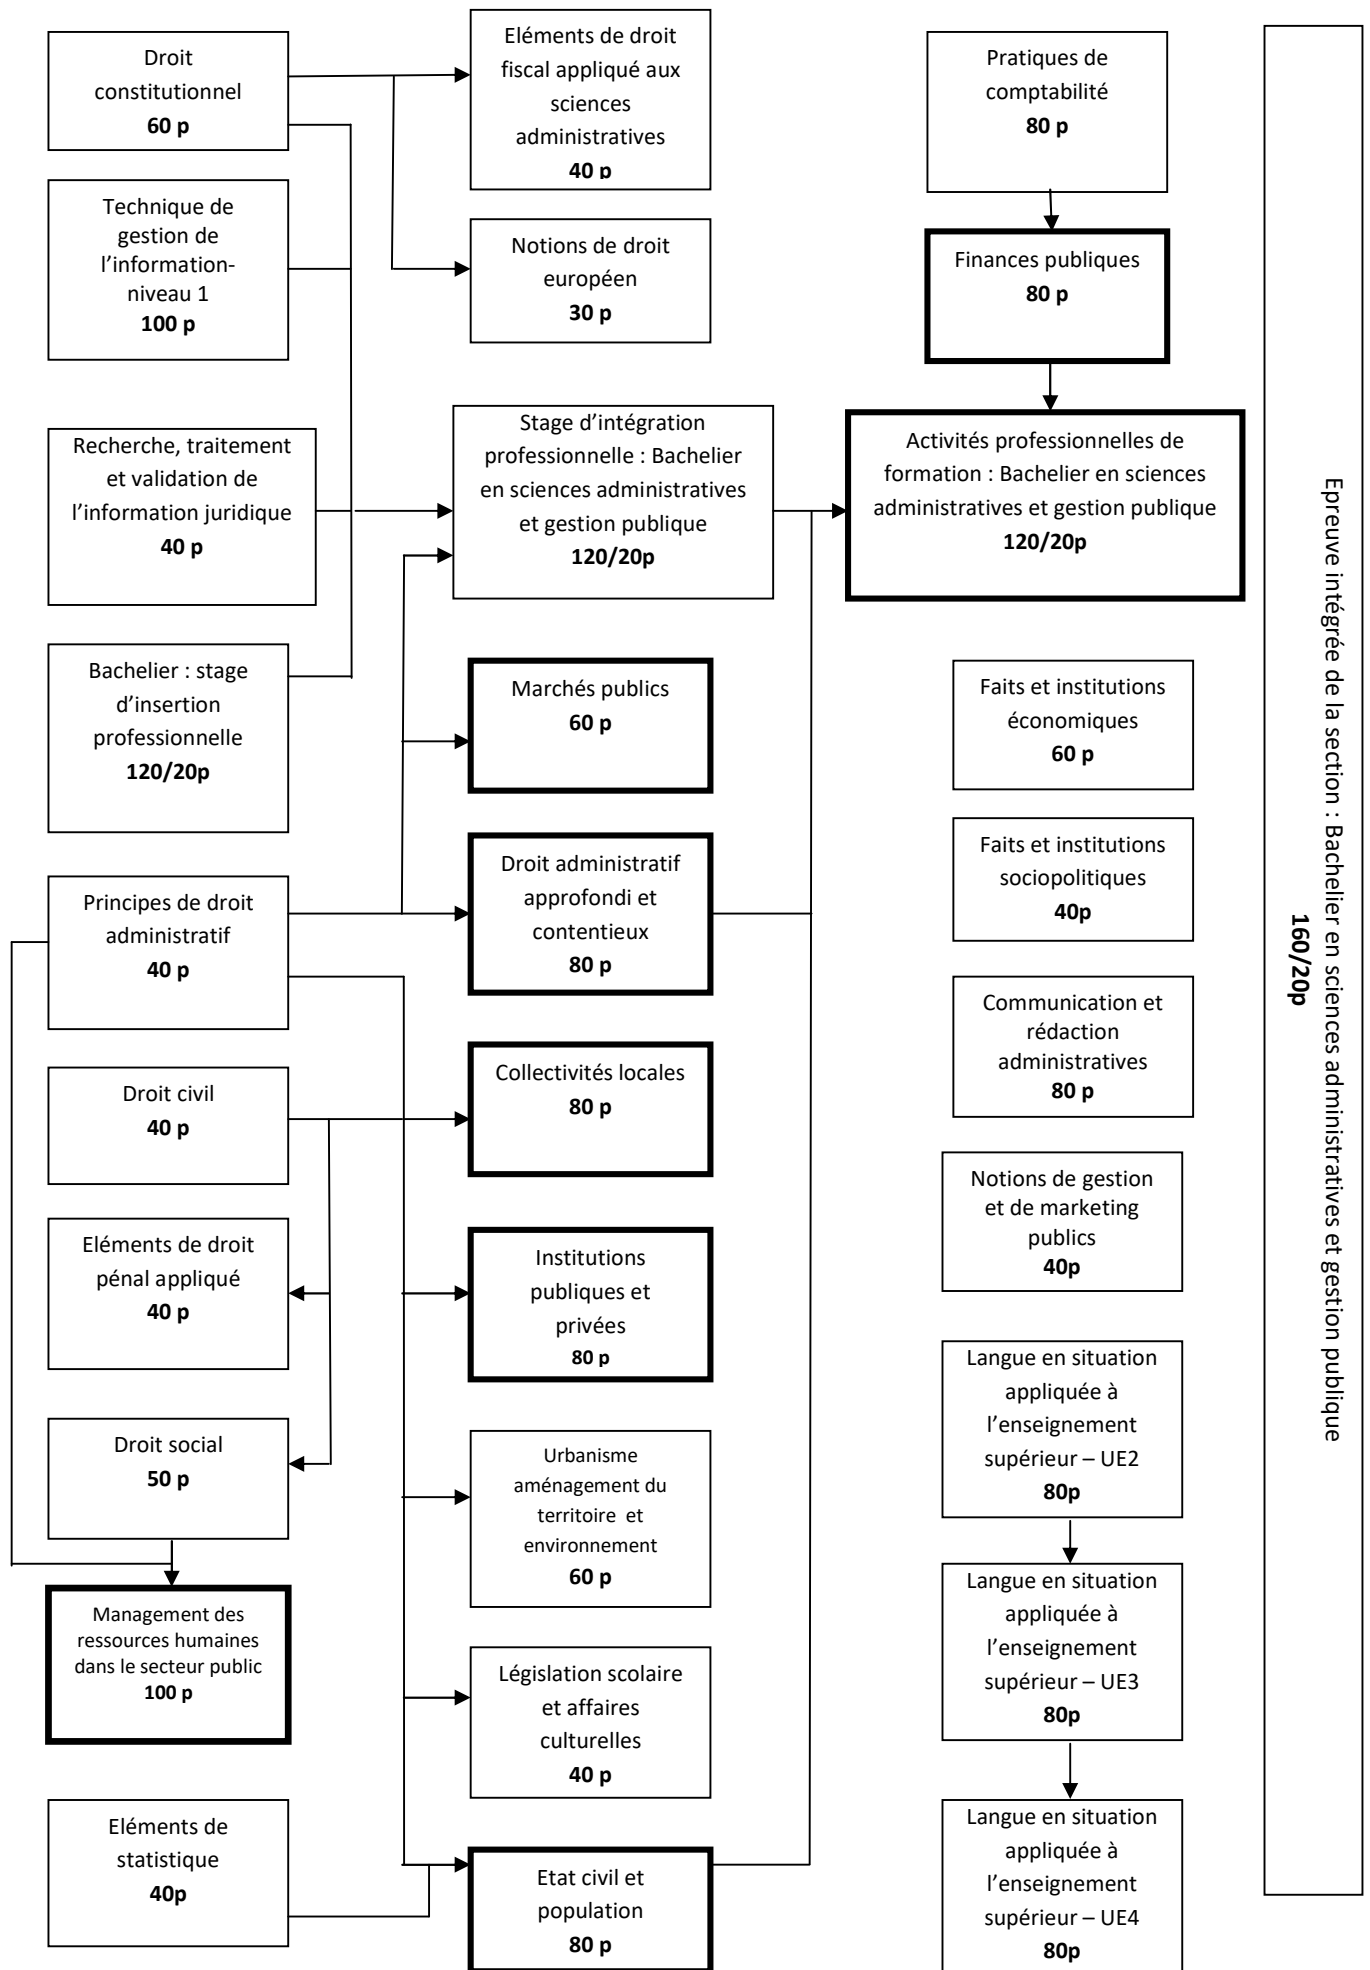 Droit
constitutionnel
60 p
Technique de
gestion de
l'information-
niveau 1
100 p
Recherche, traitement
et validation de
l'information juridique
40 p
Bachelier : stage
d'insertion
professionnelle
120/20p
Principes de droit
administratif
40 p
Droit civil
40 p
Eléments de droit
pénal appliqué
40 p
Droit social
50 p
Management des
ressources humaines
dans le secteur public
100 p
Eléments de
statistique
40p
Eléments de droit
fiscal appliqué aux
sciences
administratives
40 p
Notions de droit
européen
30 p
Stage d'intégration
professionnelle : Bachelier
en sciences administratives
et gestion publique
120/20p
Marchés publics
60 p
Droit administratif
approfondi et
contentieux
80 p
Collectivités locales
80 p
Institutions
publiques et
privées
80 p
Urbanisme
aménagement du
territoire et
environnement
60 p
Législation scolaire
et affaires
culturelles
40 p
Etat civil et
population
80 p
Pratiques de
comptabilité
80 p
Finances publiques
80 p
Activités professionnelles de
formation : Bachelier en sciences
administratives et gestion publique
120/20p
Faits et institutions
économiques
60 p
Faits et institutions
sociopolitiques
40p
Communication et
rédaction
administratives
80 p
Notions de gestion
et de marketing
publics
40p
Langue en situation
appliquée à
l'enseignement
supérieur – UE2
80p
Langue en situation
appliquée à
l'enseignement
supérieur – UE3
80p
Langue en situation
appliquée à
l'enseignement
supérieur – UE4
80p
Epreuve intégrée de la section : Bachelier en sciences administratives et gestion publique
160/20p